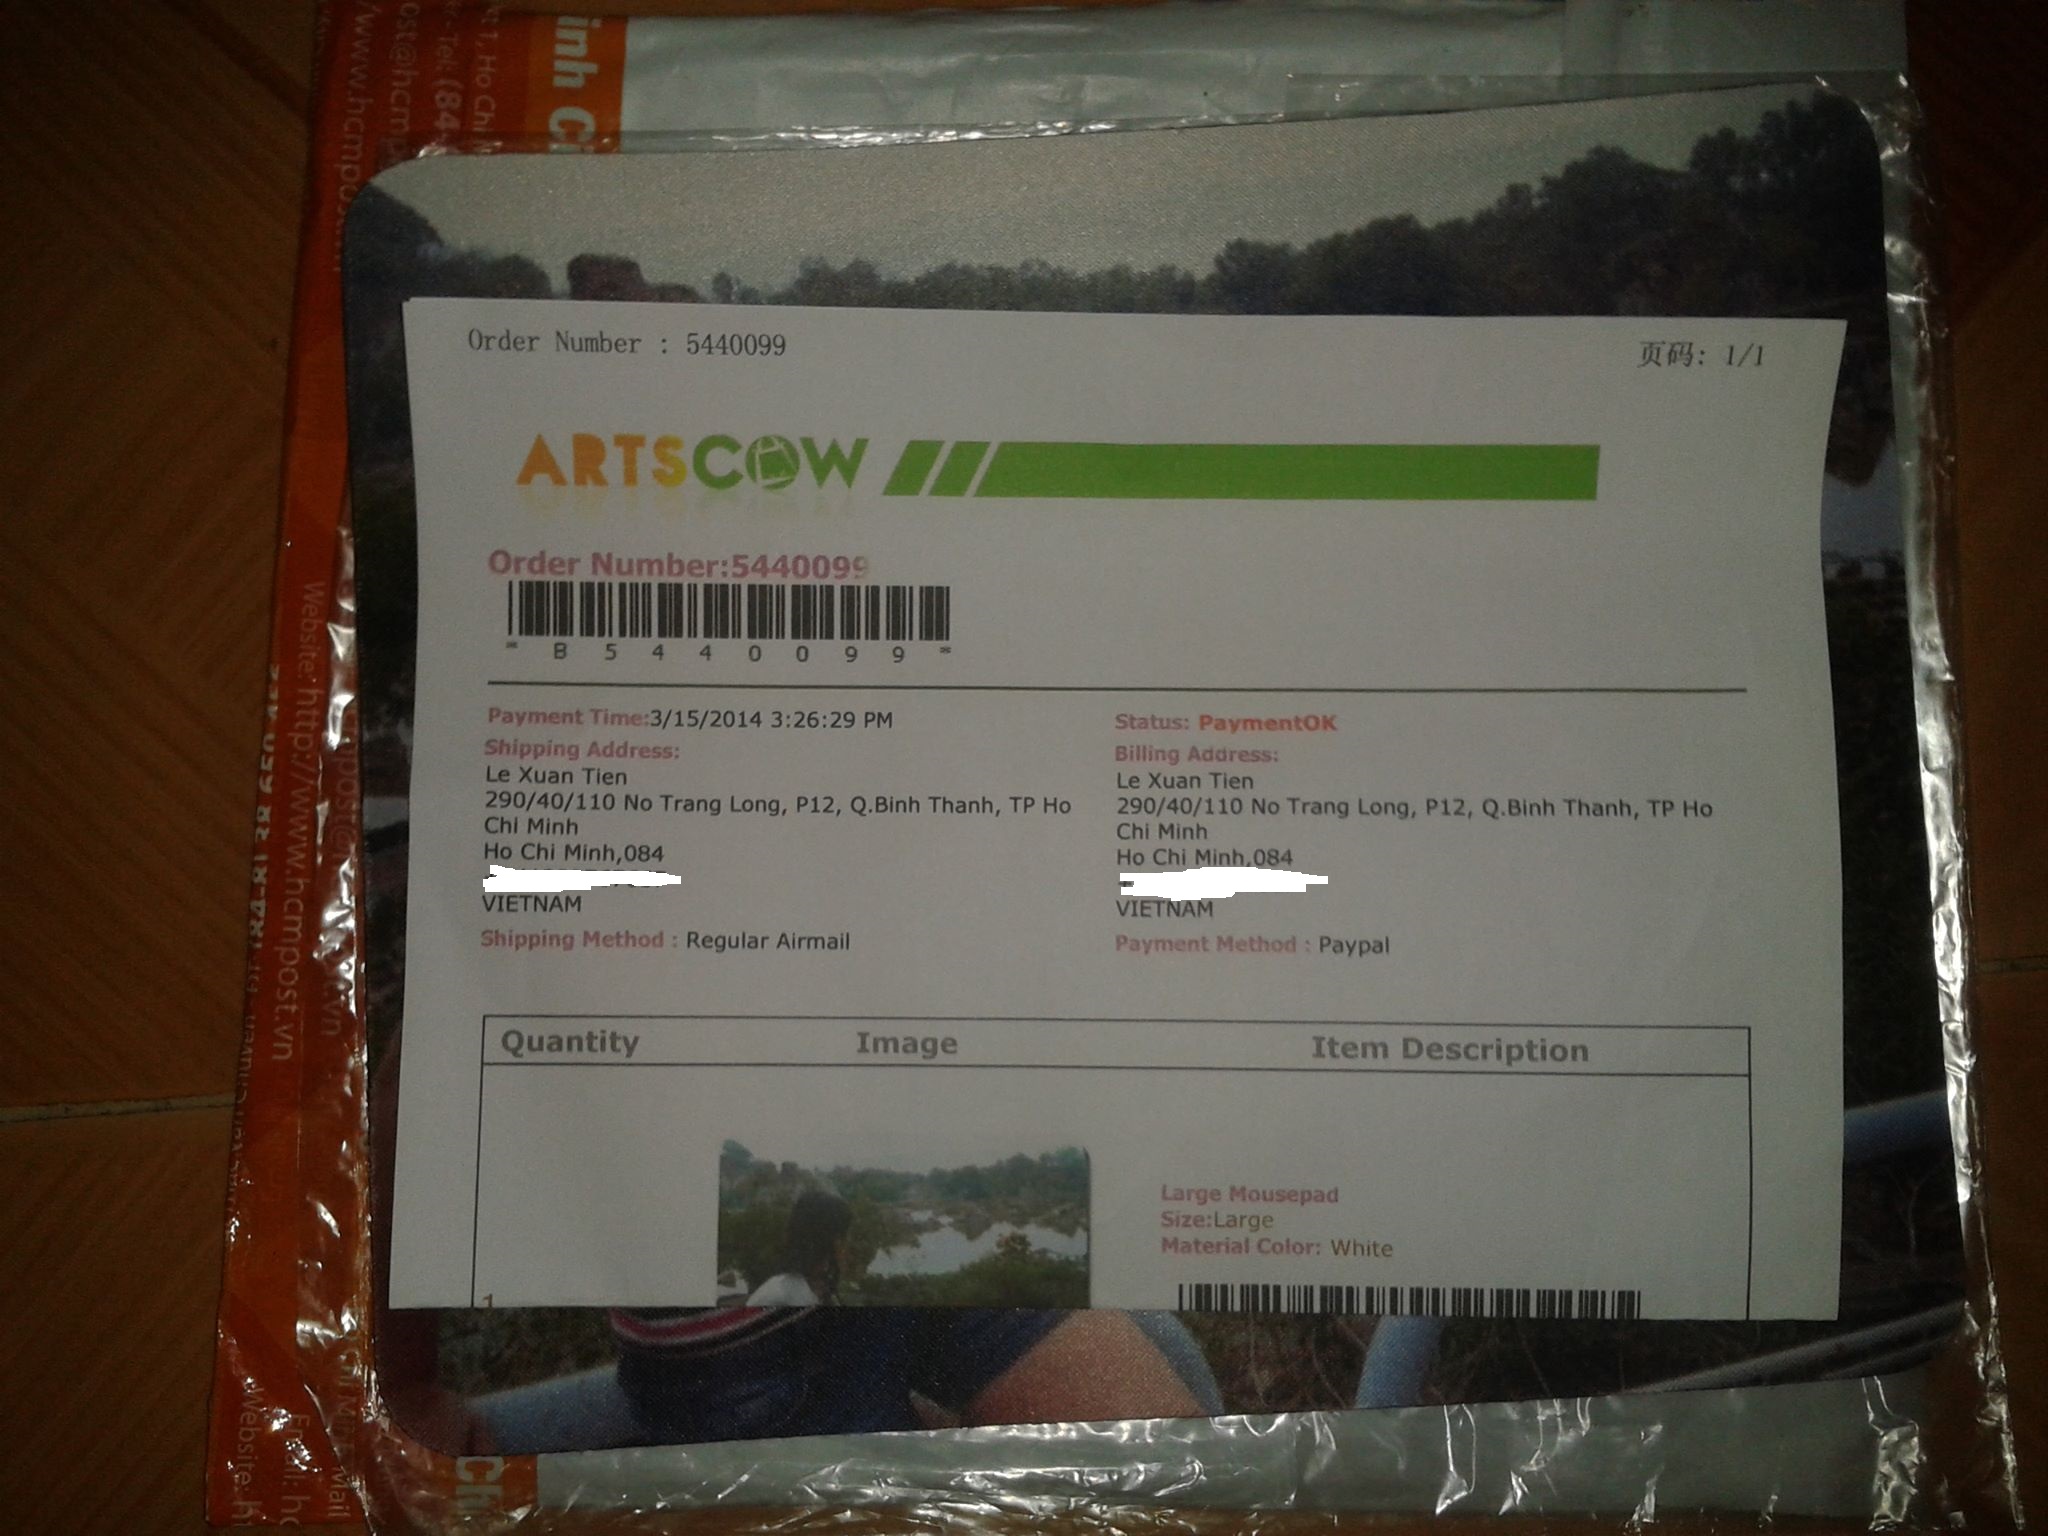 inh C
Order Number : 5440099
页码: 1/1
ARTSCOW
Order Number:5440099
* B 5 4 4 0 0 9 9 *
Payment Time:3/15/2014 3:26:29 PM
Status: PaymentOK
Shipping Address:
Le Xuan Tien
290/40/110 No Trang Long, P12, Q.Binh Thanh, TP Ho
Chi Minh
Ho Chi Minh,084
VIETNAM
Shipping Method : Regular Airmail
Billing Address:
Le Xuan Tien
290/40/110 No Trang Long, P12, Q.Binh Thanh, TP Ho
Chi Minh
Ho Chi Minh,084
VIETNAM
Payment Method : Paypal
Quantity Image Item Description
Large Mousepad
Size:Large
Material Color: White
1
Website: http://www.hcmpost.vn